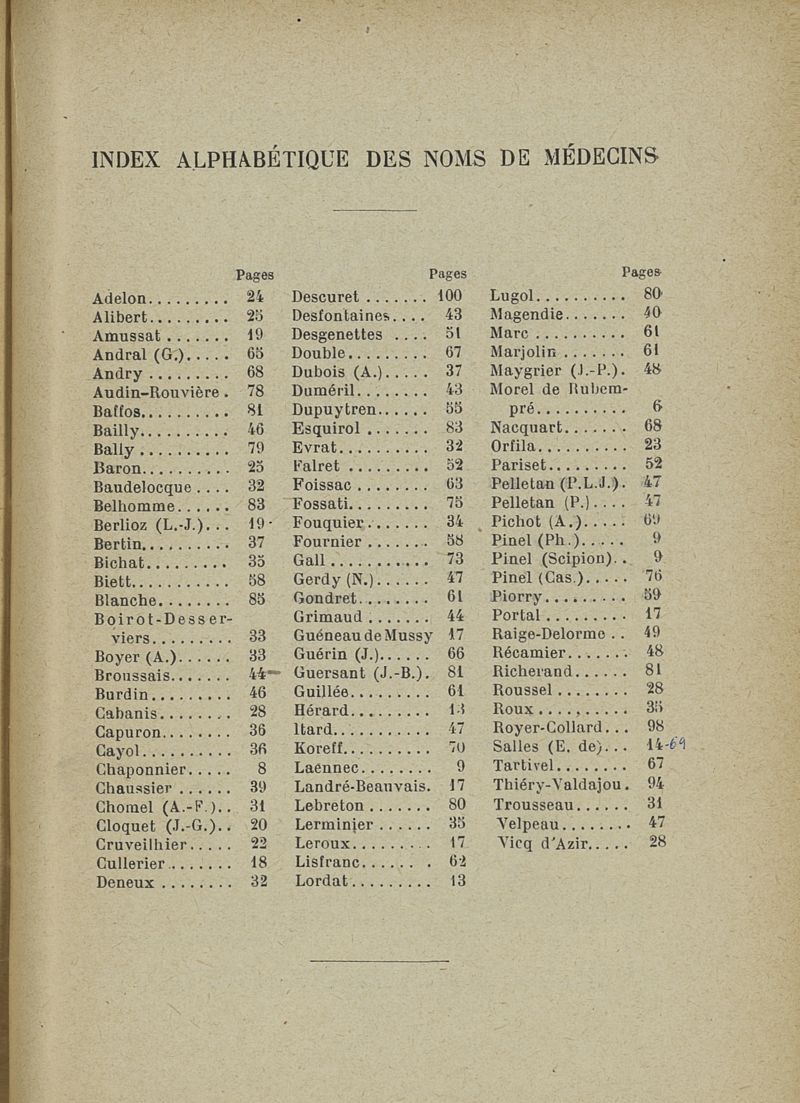 INDEX ALPHABÉTIQUE DES NOMS DE MÉDECINS
Pages
Adelon......... 24
Alibert......... 25
Amussat ....... 19
Andral (G.)..... 65
Andry ......... 68
Audin-Rouvière . 78
Baffos.......... 81
Bailly.......... 46
Bally .......... 79
Baron.......... 25
Baudelocque .... 32
Belhomme...... 83
Berlioz (L.-J.)... 19
Bertin.......... 37
Bichat......... 35
Biett........... 58
Blanche........ 85
Boirot-Desser-
viers......... 33
Boyer (A.)...... 33
Broussais....... 44
Burdin......... 46
Cabanis........ 28
Capuron........ 36
Cayol.......... 36
Chaponnier..... 8
Chaussier ...... 39
Chomel (A.-F.).. 31
Cloquet (J.-G.).. 20
Cruveilhier..... 22
Cullerier....... 18
Deneux ........ 32
Pages
Descuret ....... 100
Desfontaines.... 43
Desgenettes .... 51
Double......... 67
Dubois (A.)..... 37
Duméril........ 43
Dupuytren...... 55
Esquirol ....... 83
Evrat.......... 32
Falret ......... 52
Foissac ........ 63
Fossati......... 75
Fouquier....... 34
Fournier ....... 58
Gall ........... 73
Gerdy (N.)...... 47
Gondret........ 61
Grimaud ....... 44
Guéneau de Mussy 17
Guérin (J.)...... 66
Guersant (J.-B.). 81
Guillée......... 61
Hérard......... 13
Itard........... 47
Koreff.......... 70
Laënnec........ 9
Landré-Beauvais. 17
Lebreton ....... 80
Lerminier ...... 35
Leroux......... 17
Lisfranc........ 62
Lordat......... 13
Pages
Lugol.......... 80
Magendie....... 40
Marc .......... 61
Marjolin ....... 61
Maygrier (J.-P.). 48
Morel de Rubem-
pré.......... 6
Nacquart....... 68
Orfila.......... 23
Pariset......... 52
Pelletan (P.L.J.). 47
Pelletan (P.).... 47
Pichot (A.)..... 69
Pinel (Ph.)..... 9
Pinel (Scipion).. 9
Pinel (Cas.)..... 76
Piorry......... 59
Portal ......... 17
Raige-Delorme .. 49
Récamier....... 48
Richerand...... 81
Roussel ........ 28
Roux .......... 35
Royer-Collard... 98
Salles (E. de)... 14-69
Tartivel........ 67
Thiéry-Valdajou. 94
Trousseau...... 31
Velpeau........ 47
Vicq d'Azir..... 28